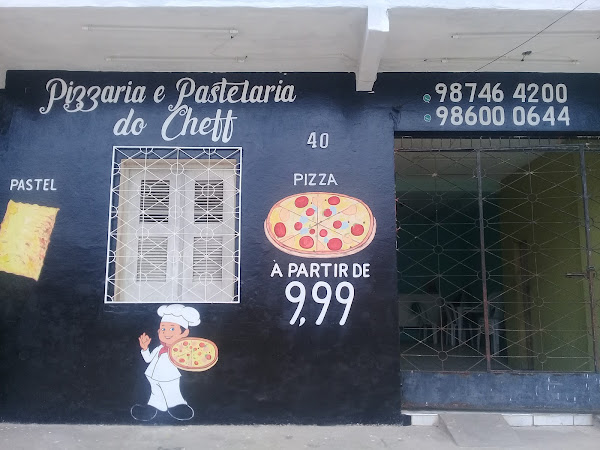 Pizzaria e Pastelaria
do Cheff
98746 4200
98600 0644
40
PASTEL
PIZZA
À PARTIR DE
9,99